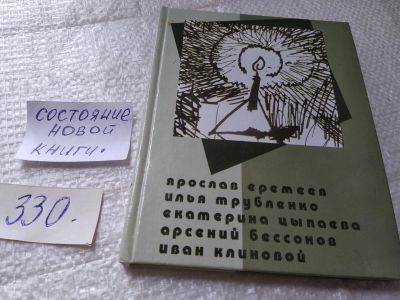 СОСТОЯНИЕ
НОВОЙ
КНИГИ.
330.
ярослав еремеев
илья трубленко
екатерина цыпаева
арсений бессонов
иван клиновой